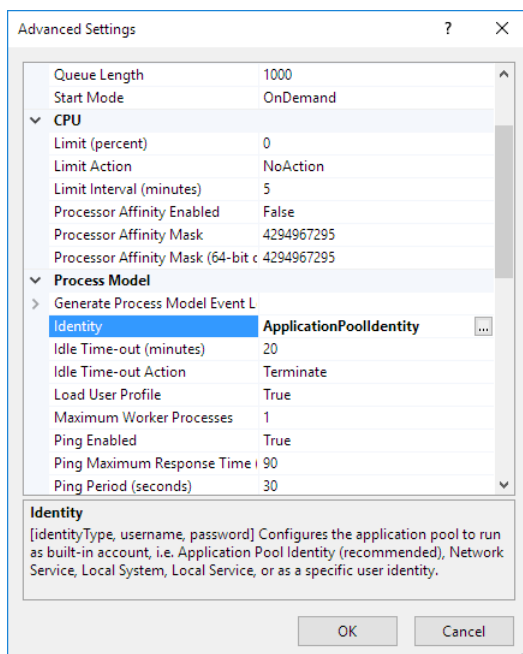 Advanced Settings ? X
Queue Length 1000
Start Mode OnDemand
CPU
Limit (percent) 0
Limit Action NoAction
Limit Interval (minutes) 5
Processor Affinity Enabled False
Processor Affinity Mask 4294967295
Processor Affinity Mask (64-bit c 4294967295
Process Model
Generate Process Model Event L
Identity ApplicationPoolIdentity ...
Idle Time-out (minutes) 20
Idle Time-out Action Terminate
Load User Profile True
Maximum Worker Processes 1
Ping Enabled True
Ping Maximum Response Time ( 90
Ping Period (seconds) 30
Identity
[identityType, username, password] Configures the application pool to run
as built-in account, i.e. Application Pool Identity (recommended), Network
Service, Local System, Local Service, or as a specific user identity.
OK Cancel